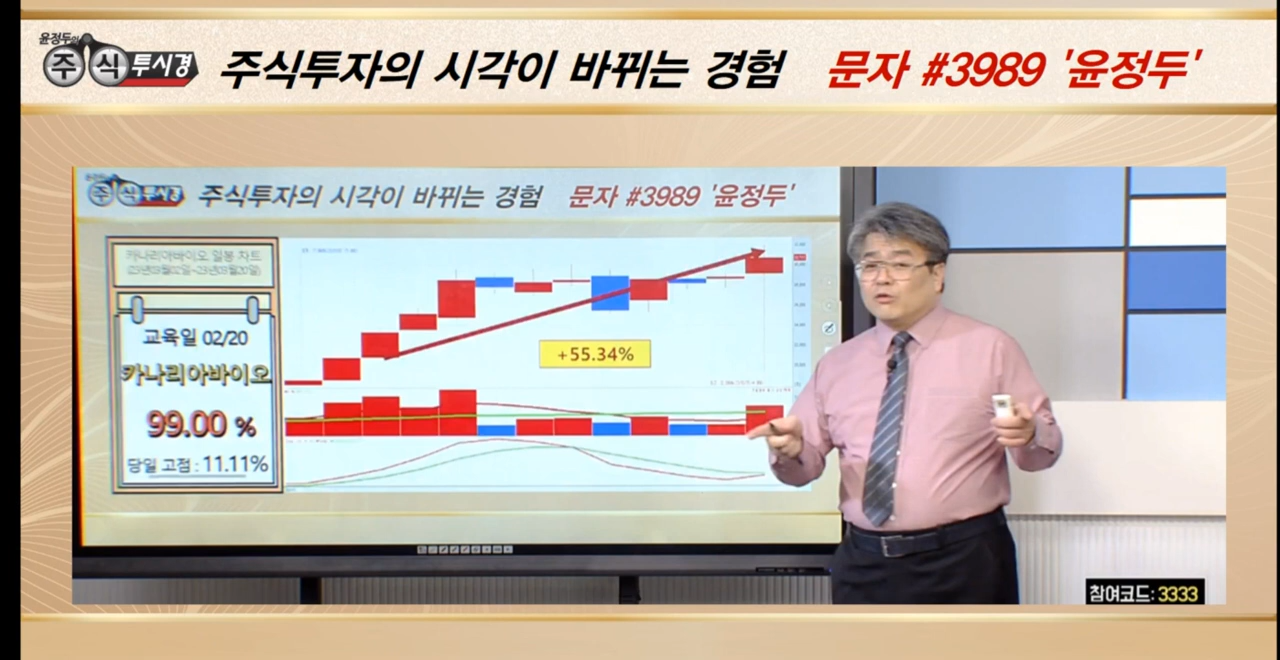 윤정두의
주식투시경
주식투자의 시각이 바뀌는 경험 문자 #3989 '윤정두'
주식투시경
주식투자의 시각이 바뀌는 경험 문자 #3989 '윤정두'
카나리아바이오 일봉 차트
교육일 02/20
카나리아바이오
99.00 %
당일 고점 : 11.11%
+55.34%
참여코드: 3333